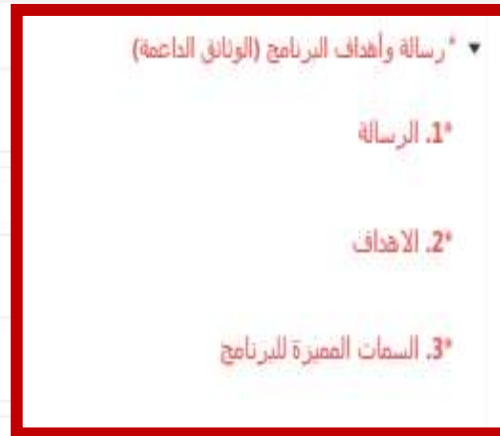 ▼ *رسالة وأهداف البرنامج (الوثائق الداعمة)
*1. الرسالة
*2. الاهداف
*3. السمات المميزة للبرنامج